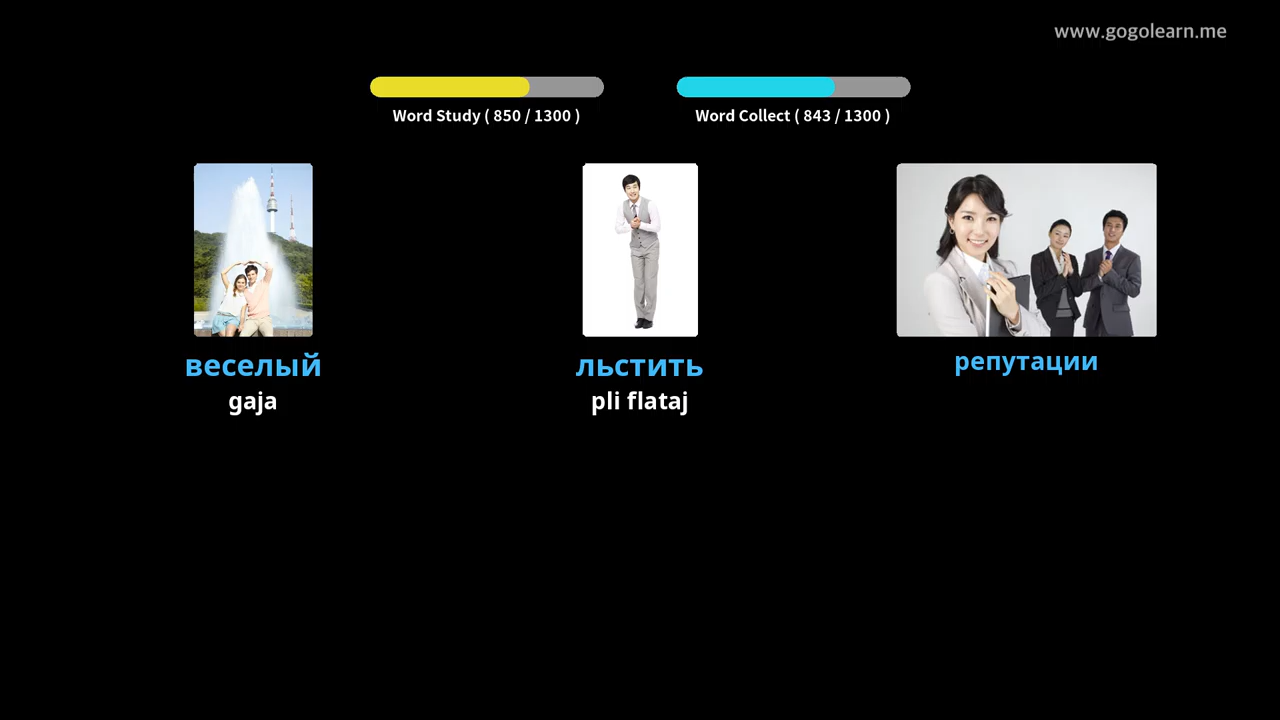 www.gogolearn.me
Word Study ( 850 / 1300 )
Word Collect ( 843 / 1300 )
веселый
gaja
льстить
pli flataj
репутации